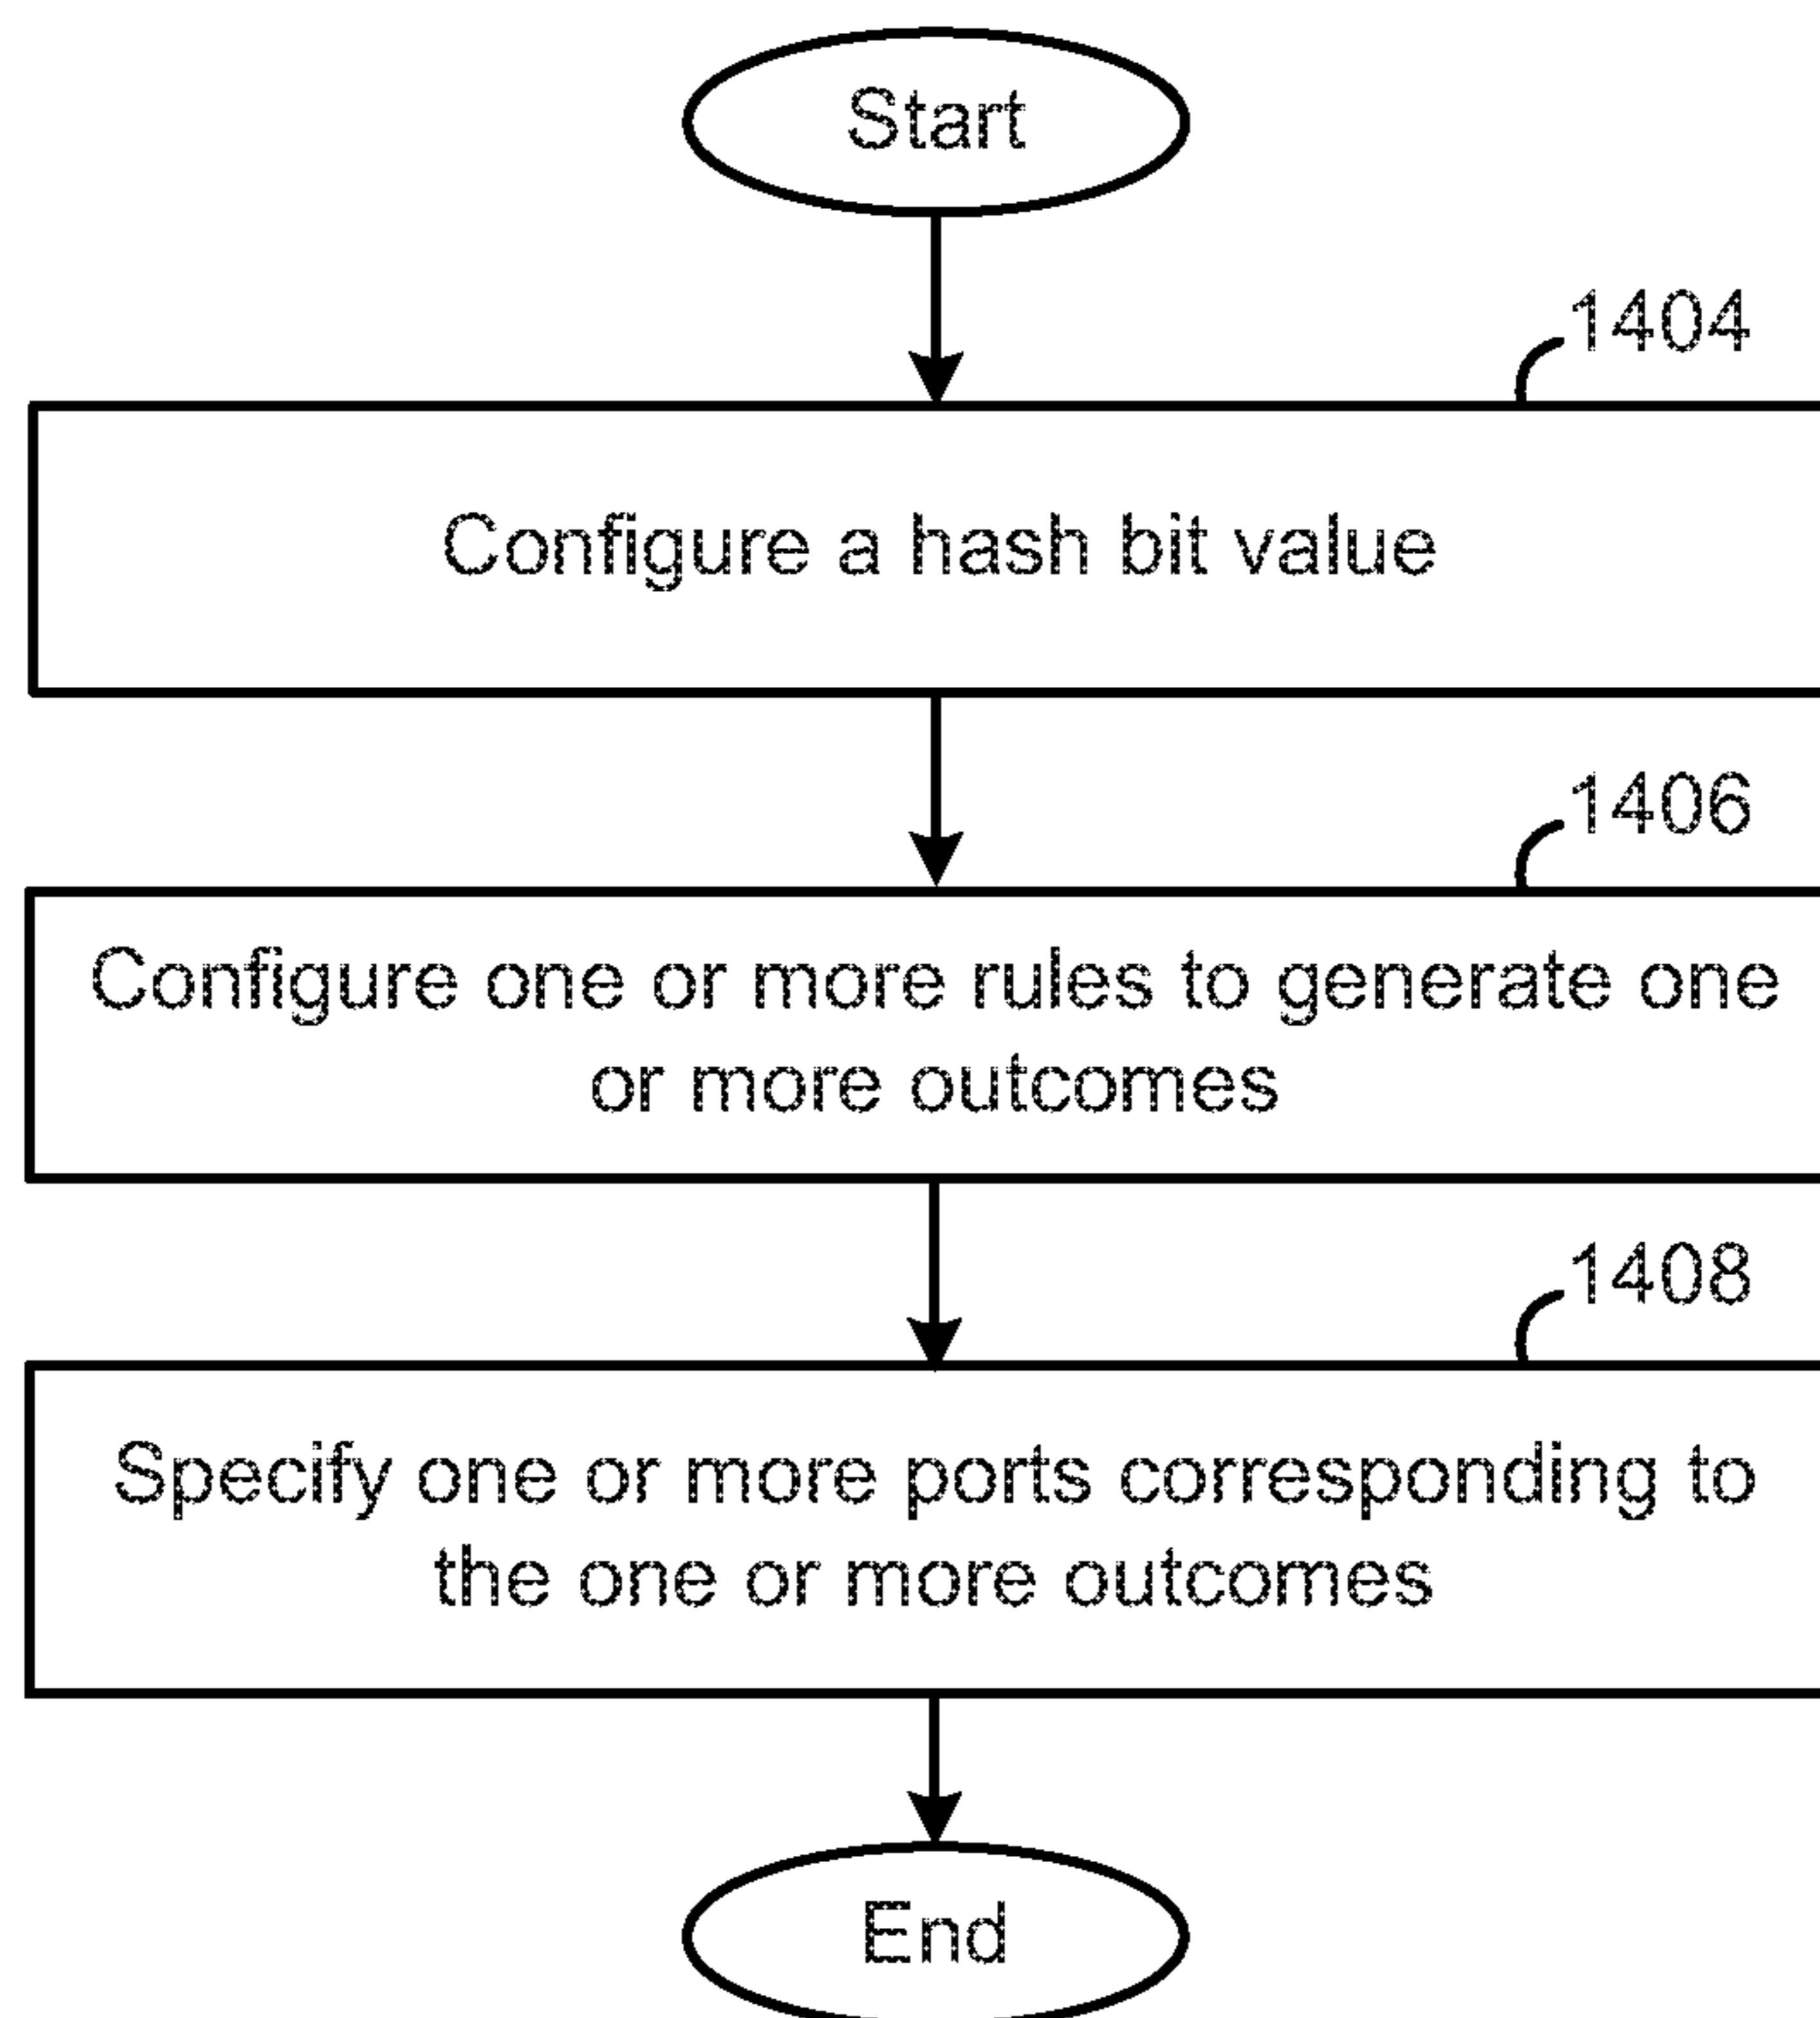 Start
1404
Configure a hash bit value
1406
Configure one or more rules to generate one
or more outcomes
1408
Specify one or more ports corresponding to
the one or more outcomes
End